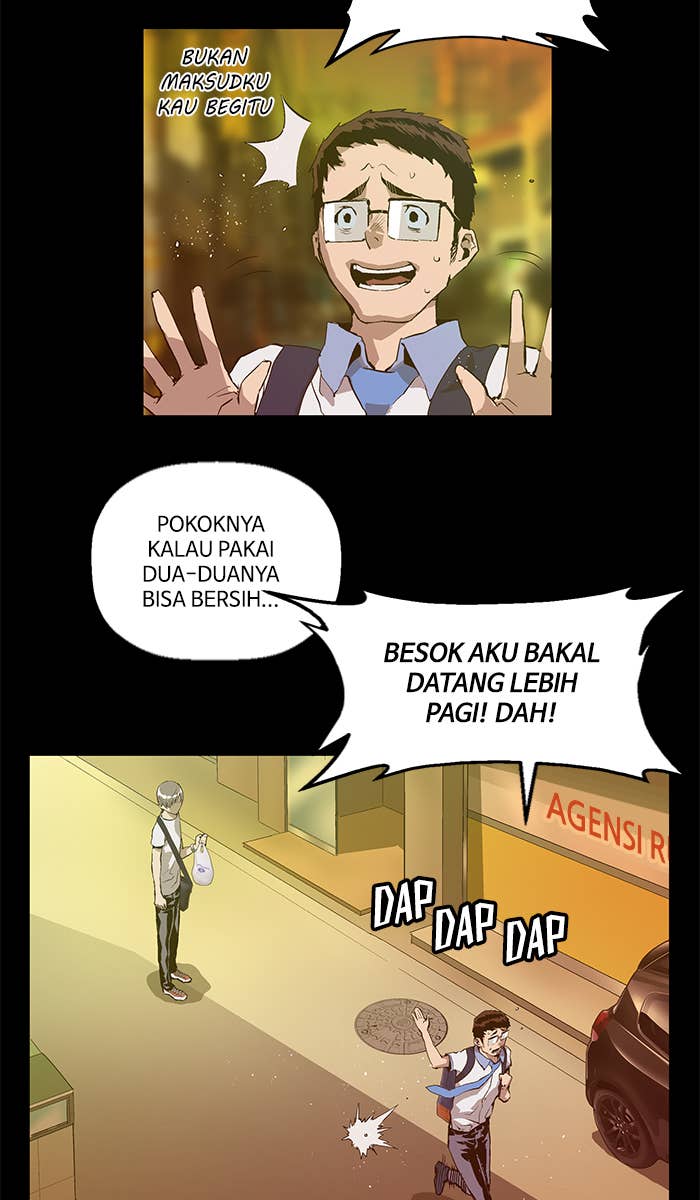 BUKAN
MAKSUDKU
KAU BEGITU
POKOKNYA
KALAU PAKAI
DUA-DUANYA
BISA BERSIH...
BESOK AKU BAKAL
DATANG LEBIH
PAGI! DAH!
AGENSI RU
DAP
DAP
DAP